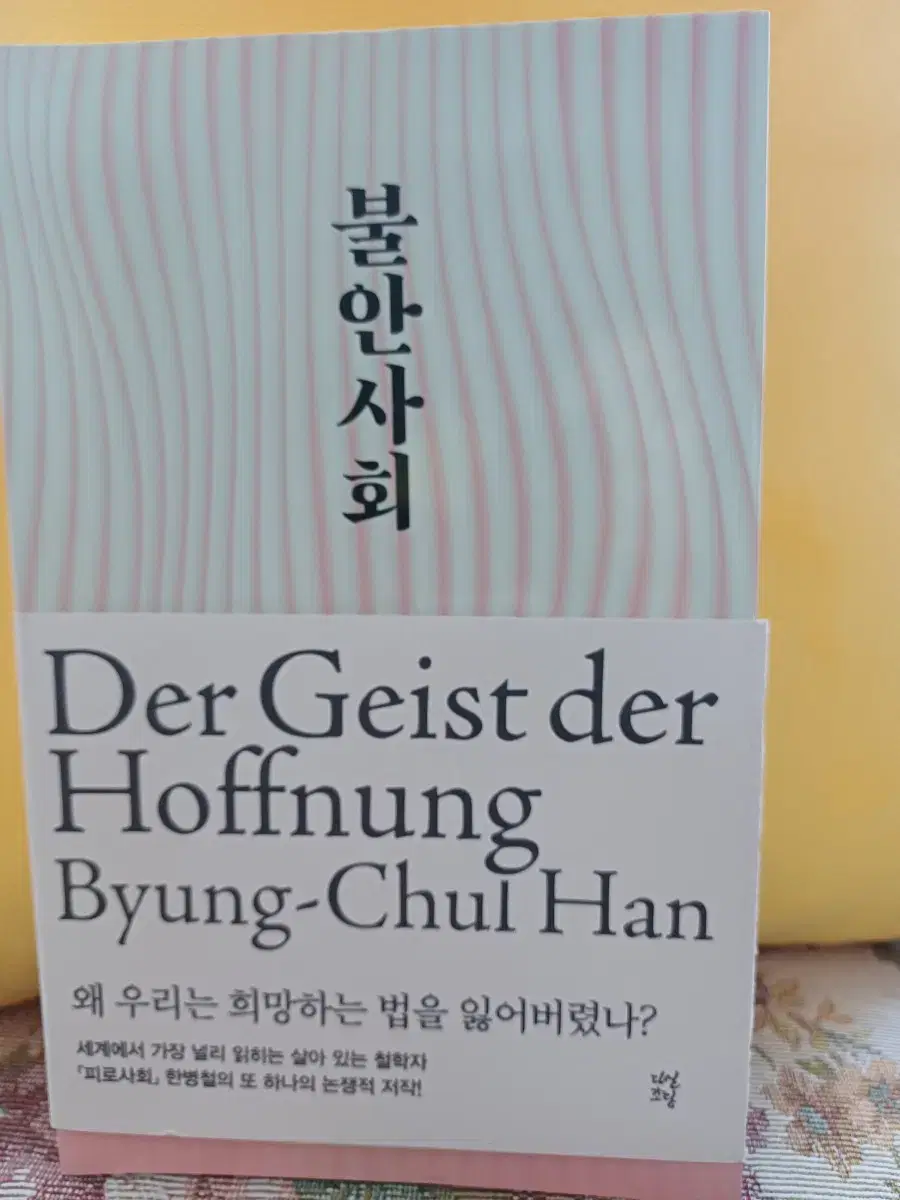 불안사회
Der Geist der
Hoffnung
Byung-Chul Han
왜 우리는 희망하는 법을 잃어버렸나?
세계에서 가장 널리 읽히는 살아 있는 철학자
『피로사회』 한병철의 또 하나의 논쟁적 저작!
다산
초당